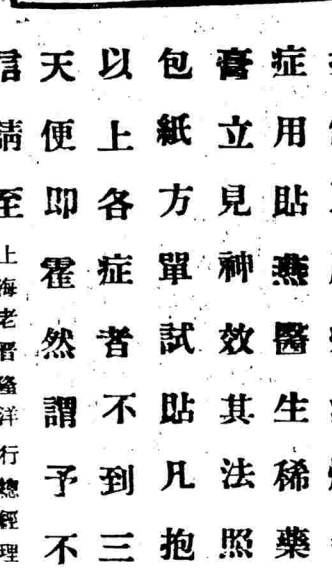 症用貼燕醫生稀藥
膏立見神效其法照
包紙方單試貼凡抱
以上各症者不到三
天便即霍然謂予不
信請至上海老晋隆洋行總經理